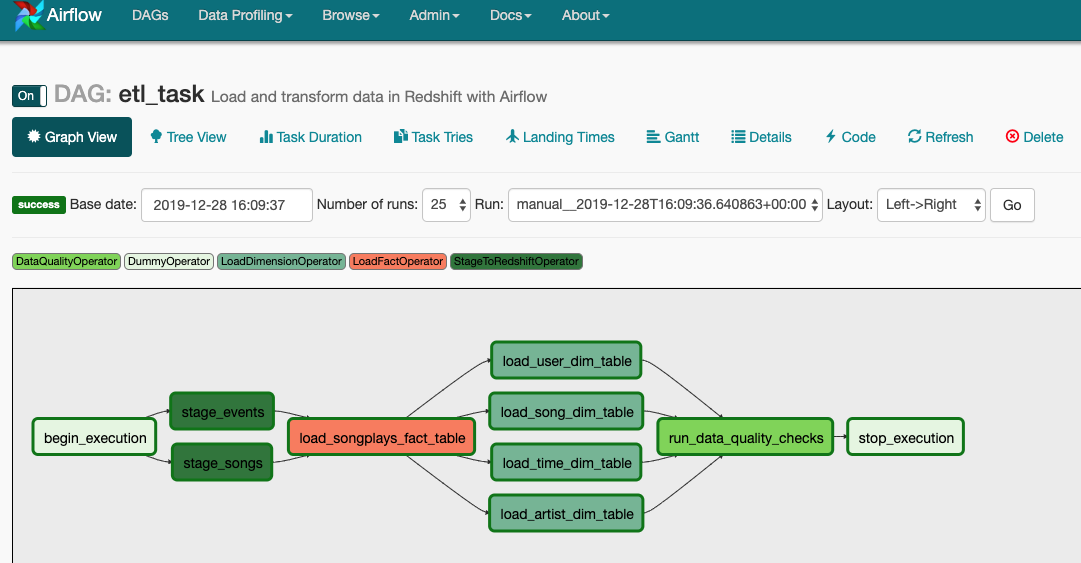 Airflow DAGs Data Profiling Browse Admin Docs About
On DAG: etl_task Load and transform data in Redshift with Airflow
Graph View Tree View Task Duration Task Tries Landing Times Gantt Details Code Refresh Delete
success Base date: 2019-12-28 16:09:37 Number of runs: 25 Run: manual__2019-12-28T16:09:36.640863+00:00 Layout: Left->Right Go
DataQualityOperator DummyOperator LoadDimensionOperator LoadFactOperator StageToRedshiftOperator
load_user_dim_table
stage_events load_song_dim_table
begin_execution load_songplays_fact_table run_data_quality_checks stop_execution
stage_songs load_time_dim_table
load_artist_dim_table